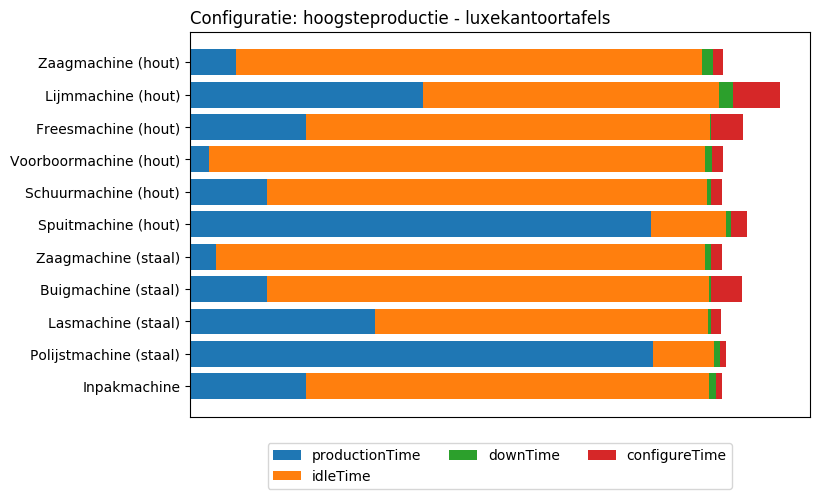 Configuratie: hoogsteproductie - luxekantoortafels
Zaagmachine (hout)
Lijmmachine (hout)
Freesmachine (hout)
Voorboormachine (hout)
Schuurmachine (hout)
Spuitmachine (hout)
Zaagmachine (staal)
Buigmachine (staal)
Lasmachine (staal)
Polijstmachine (staal)
Inpakmachine
productionTime
idleTime
downTime
configureTime